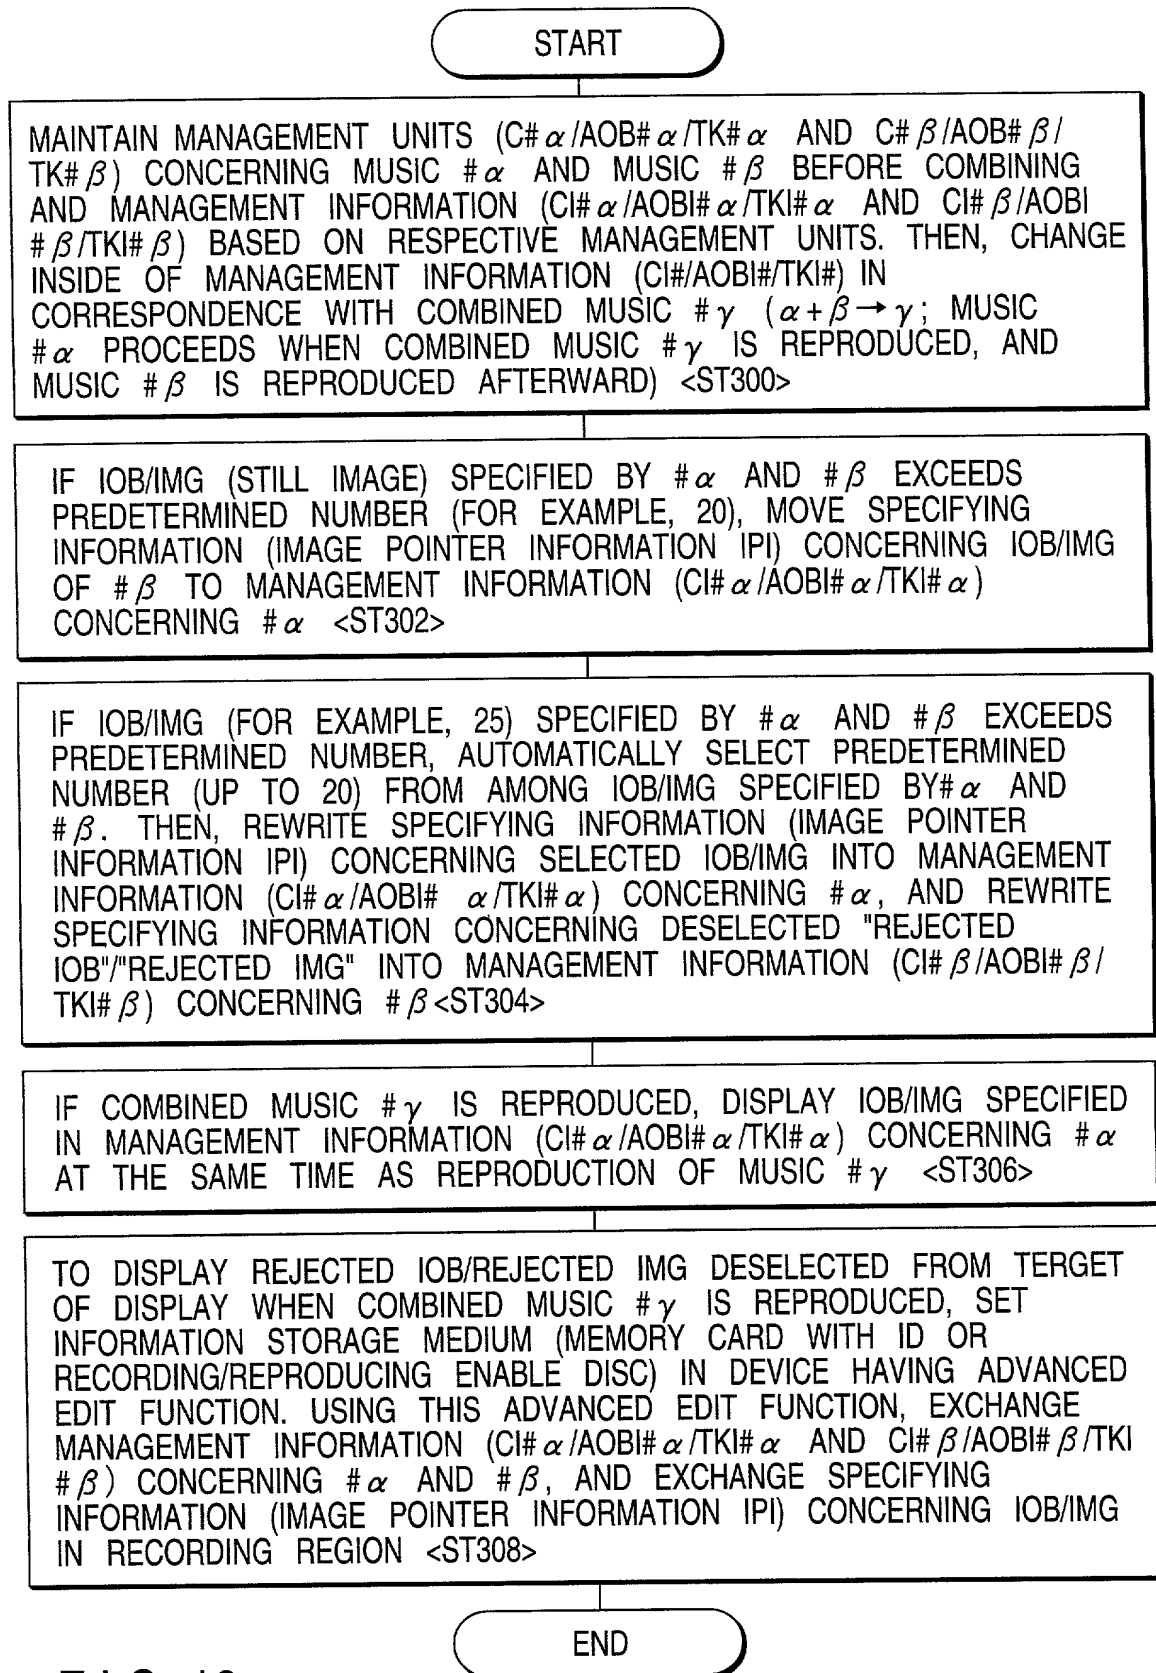 START
MAINTAIN MANAGEMENT UNITS (C#α/AOB#α/TK#α AND C#β/AOB#β/
TK#β) CONCERNING MUSIC #α AND MUSIC #β BEFORE COMBINING
AND MANAGEMENT INFORMATION (CI#α/AOBI#α/TKI#α AND CI#β/AOBI
#β/TKI#β) BASED ON RESPECTIVE MANAGEMENT UNITS. THEN, CHANGE
INSIDE OF MANAGEMENT INFORMATION (CI#/AOBI#/TKI#) IN
CORRESPONDENCE WITH COMBINED MUSIC #γ (α+β→γ; MUSIC
#α PROCEEDS WHEN COMBINED MUSIC #γ IS REPRODUCED, AND
MUSIC #β IS REPRODUCED AFTERWARD) <ST300>
IF IOB/IMG (STILL IMAGE) SPECIFIED BY #α AND #β EXCEEDS
PREDETERMINED NUMBER (FOR EXAMPLE, 20), MOVE SPECIFYING
INFORMATION (IMAGE POINTER INFORMATION IPI) CONCERNING IOB/IMG
OF #β TO MANAGEMENT INFORMATION (CI#α/AOBI#α/TKI#α)
CONCERNING #α <ST302>
IF IOB/IMG (FOR EXAMPLE, 25) SPECIFIED BY #α AND #β EXCEEDS
PREDETERMINED NUMBER, AUTOMATICALLY SELECT PREDETERMINED
NUMBER (UP TO 20) FROM AMONG IOB/IMG SPECIFIED BY#α AND
#β. THEN, REWRITE SPECIFYING INFORMATION (IMAGE POINTER
INFORMATION IPI) CONCERNING SELECTED IOB/IMG INTO MANAGEMENT
INFORMATION (CI#α/AOBI# α/TKI#α) CONCERNING #α, AND REWRITE
SPECIFYING INFORMATION CONCERNING DESELECTED "REJECTED
IOB"/"REJECTED IMG" INTO MANAGEMENT INFORMATION (CI#β/AOBI#β/
TKI#β) CONCERNING #β<ST304>
IF COMBINED MUSIC #γ IS REPRODUCED, DISPLAY IOB/IMG SPECIFIED
IN MANAGEMENT INFORMATION (CI#α/AOBI#α/TKI#α) CONCERNING #α
AT THE SAME TIME AS REPRODUCTION OF MUSIC #γ <ST306>
TO DISPLAY REJECTED IOB/REJECTED IMG DESELECTED FROM TERGET
OF DISPLAY WHEN COMBINED MUSIC #γ IS REPRODUCED, SET
INFORMATION STORAGE MEDIUM (MEMORY CARD WITH ID OR
RECORDING/REPRODUCING ENABLE DISC) IN DEVICE HAVING ADVANCED
EDIT FUNCTION. USING THIS ADVANCED EDIT FUNCTION, EXCHANGE
MANAGEMENT INFORMATION (CI#α/AOBI#α/TKI#α AND CI#β/AOBI#β/TKI
#β) CONCERNING #α AND #β, AND EXCHANGE SPECIFYING
INFORMATION (IMAGE POINTER INFORMATION IPI) CONCERNING IOB/IMG
IN RECORDING REGION <ST308>
END